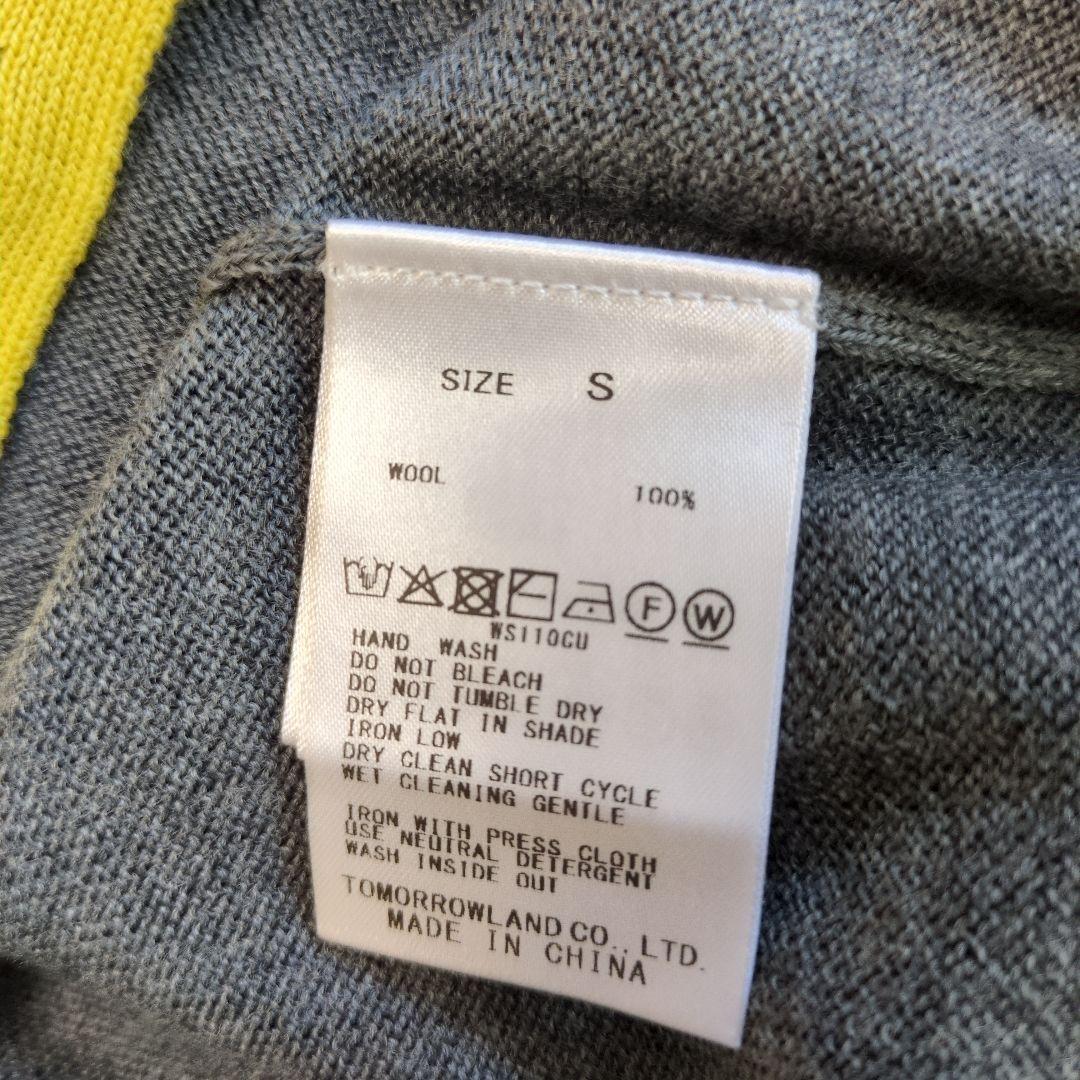 SIZE S
WOOL 100%
F W
WS110CU
HAND WASH
DO NOT BLEACH
DO NOT TUMBLE DRY
DRY FLAT IN SHADE
IRON LOW
DRY CLEAN SHORT CYCLE
WET CLEANING GENTLE
IRON WITH PRESS CLOTH
USE NEUTRAL DETERGENT
WASH INSIDE OUT
TOMORROWLAND CO., LTD.
MADE IN CHINA